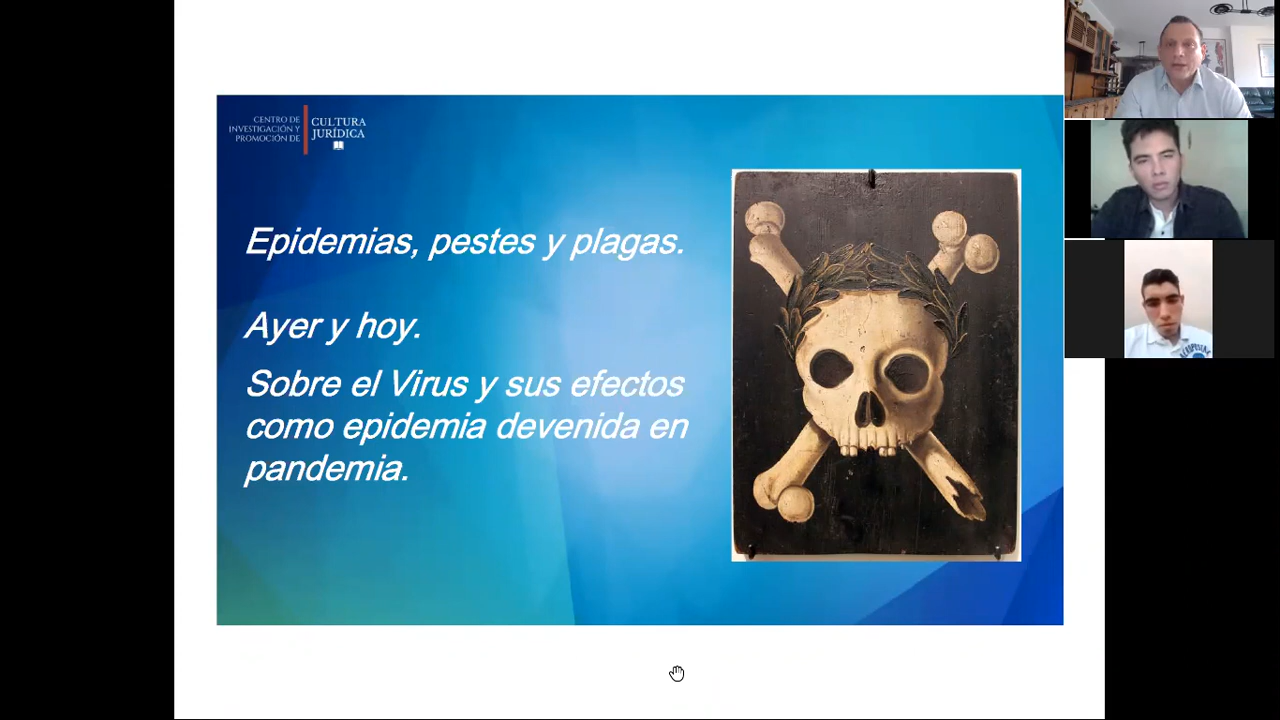 CENTRO DE
INVESTIGACIÓN Y
PROMOCIÓN DE
CULTURA
JURÍDICA
Epidemias, pestes y plagas.
Ayer y hoy.
Sobre el Virus y sus efectos
como epidemia devenida en
pandemia.